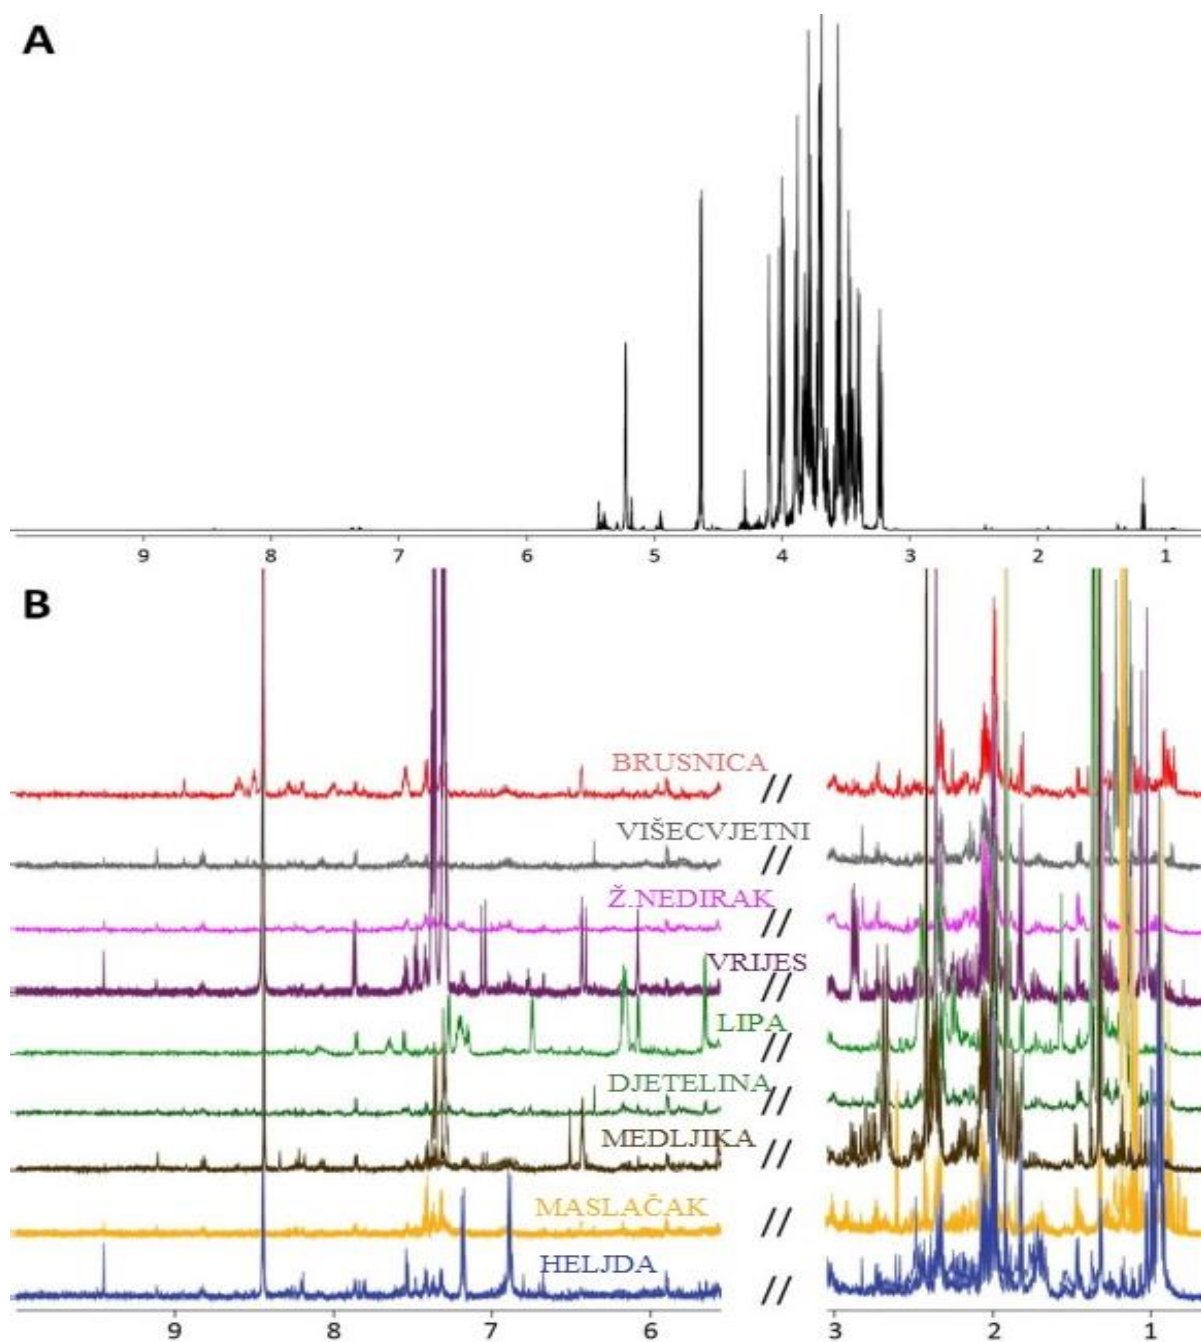 A
9 8 7 6 5 4 3 2 1
B
BRUSNICA
//
//
VIŠECVJETNI
//
//
Ž.NEDIRAK
//
VRIJES
//
LIPA
//
DJETELINA
//
MEDLJIKA
//
MASLAČAK
//
HELJDA
//
9 8 7 6 3 2 1